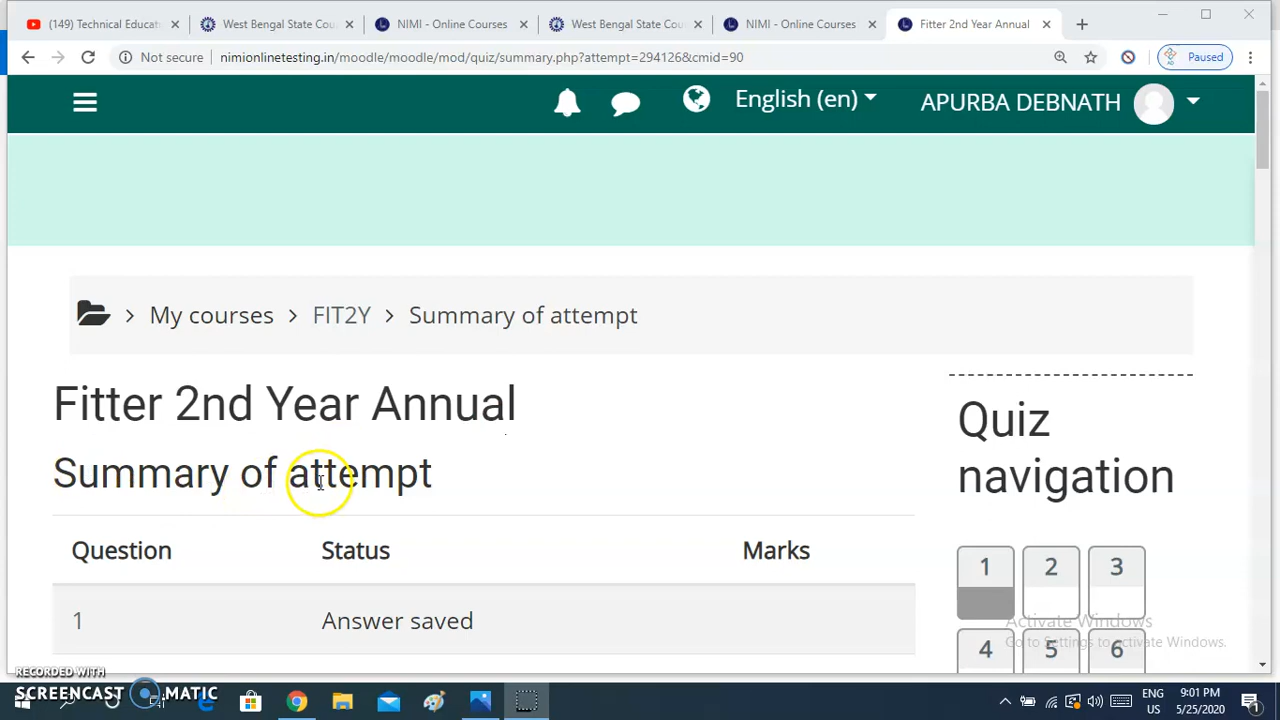 (149) Technical Educat
West Bengal State Cou
NIMI - Online Courses
West Bengal State Cou
NIMI - Online Courses
Fitter 2nd Year Annual
Not secure
nimionlinetesting.in/moodle/moodle/mod/quiz/summary.php?attempt=294126&cmid=90
Paused
English (en)
APURBA DEBNATH
My courses > FIT2Y > Summary of attempt
Fitter 2nd Year Annual
Summary of attempt
Question Status Marks
1 Answer saved
Quiz
navigation
1 2 3
4 5 6
Activate Windows
Go to Settings to activate Windows.
RECORDED WITH
SCREENCAST MATIC
ENG
US
9:01 PM
5/25/2020